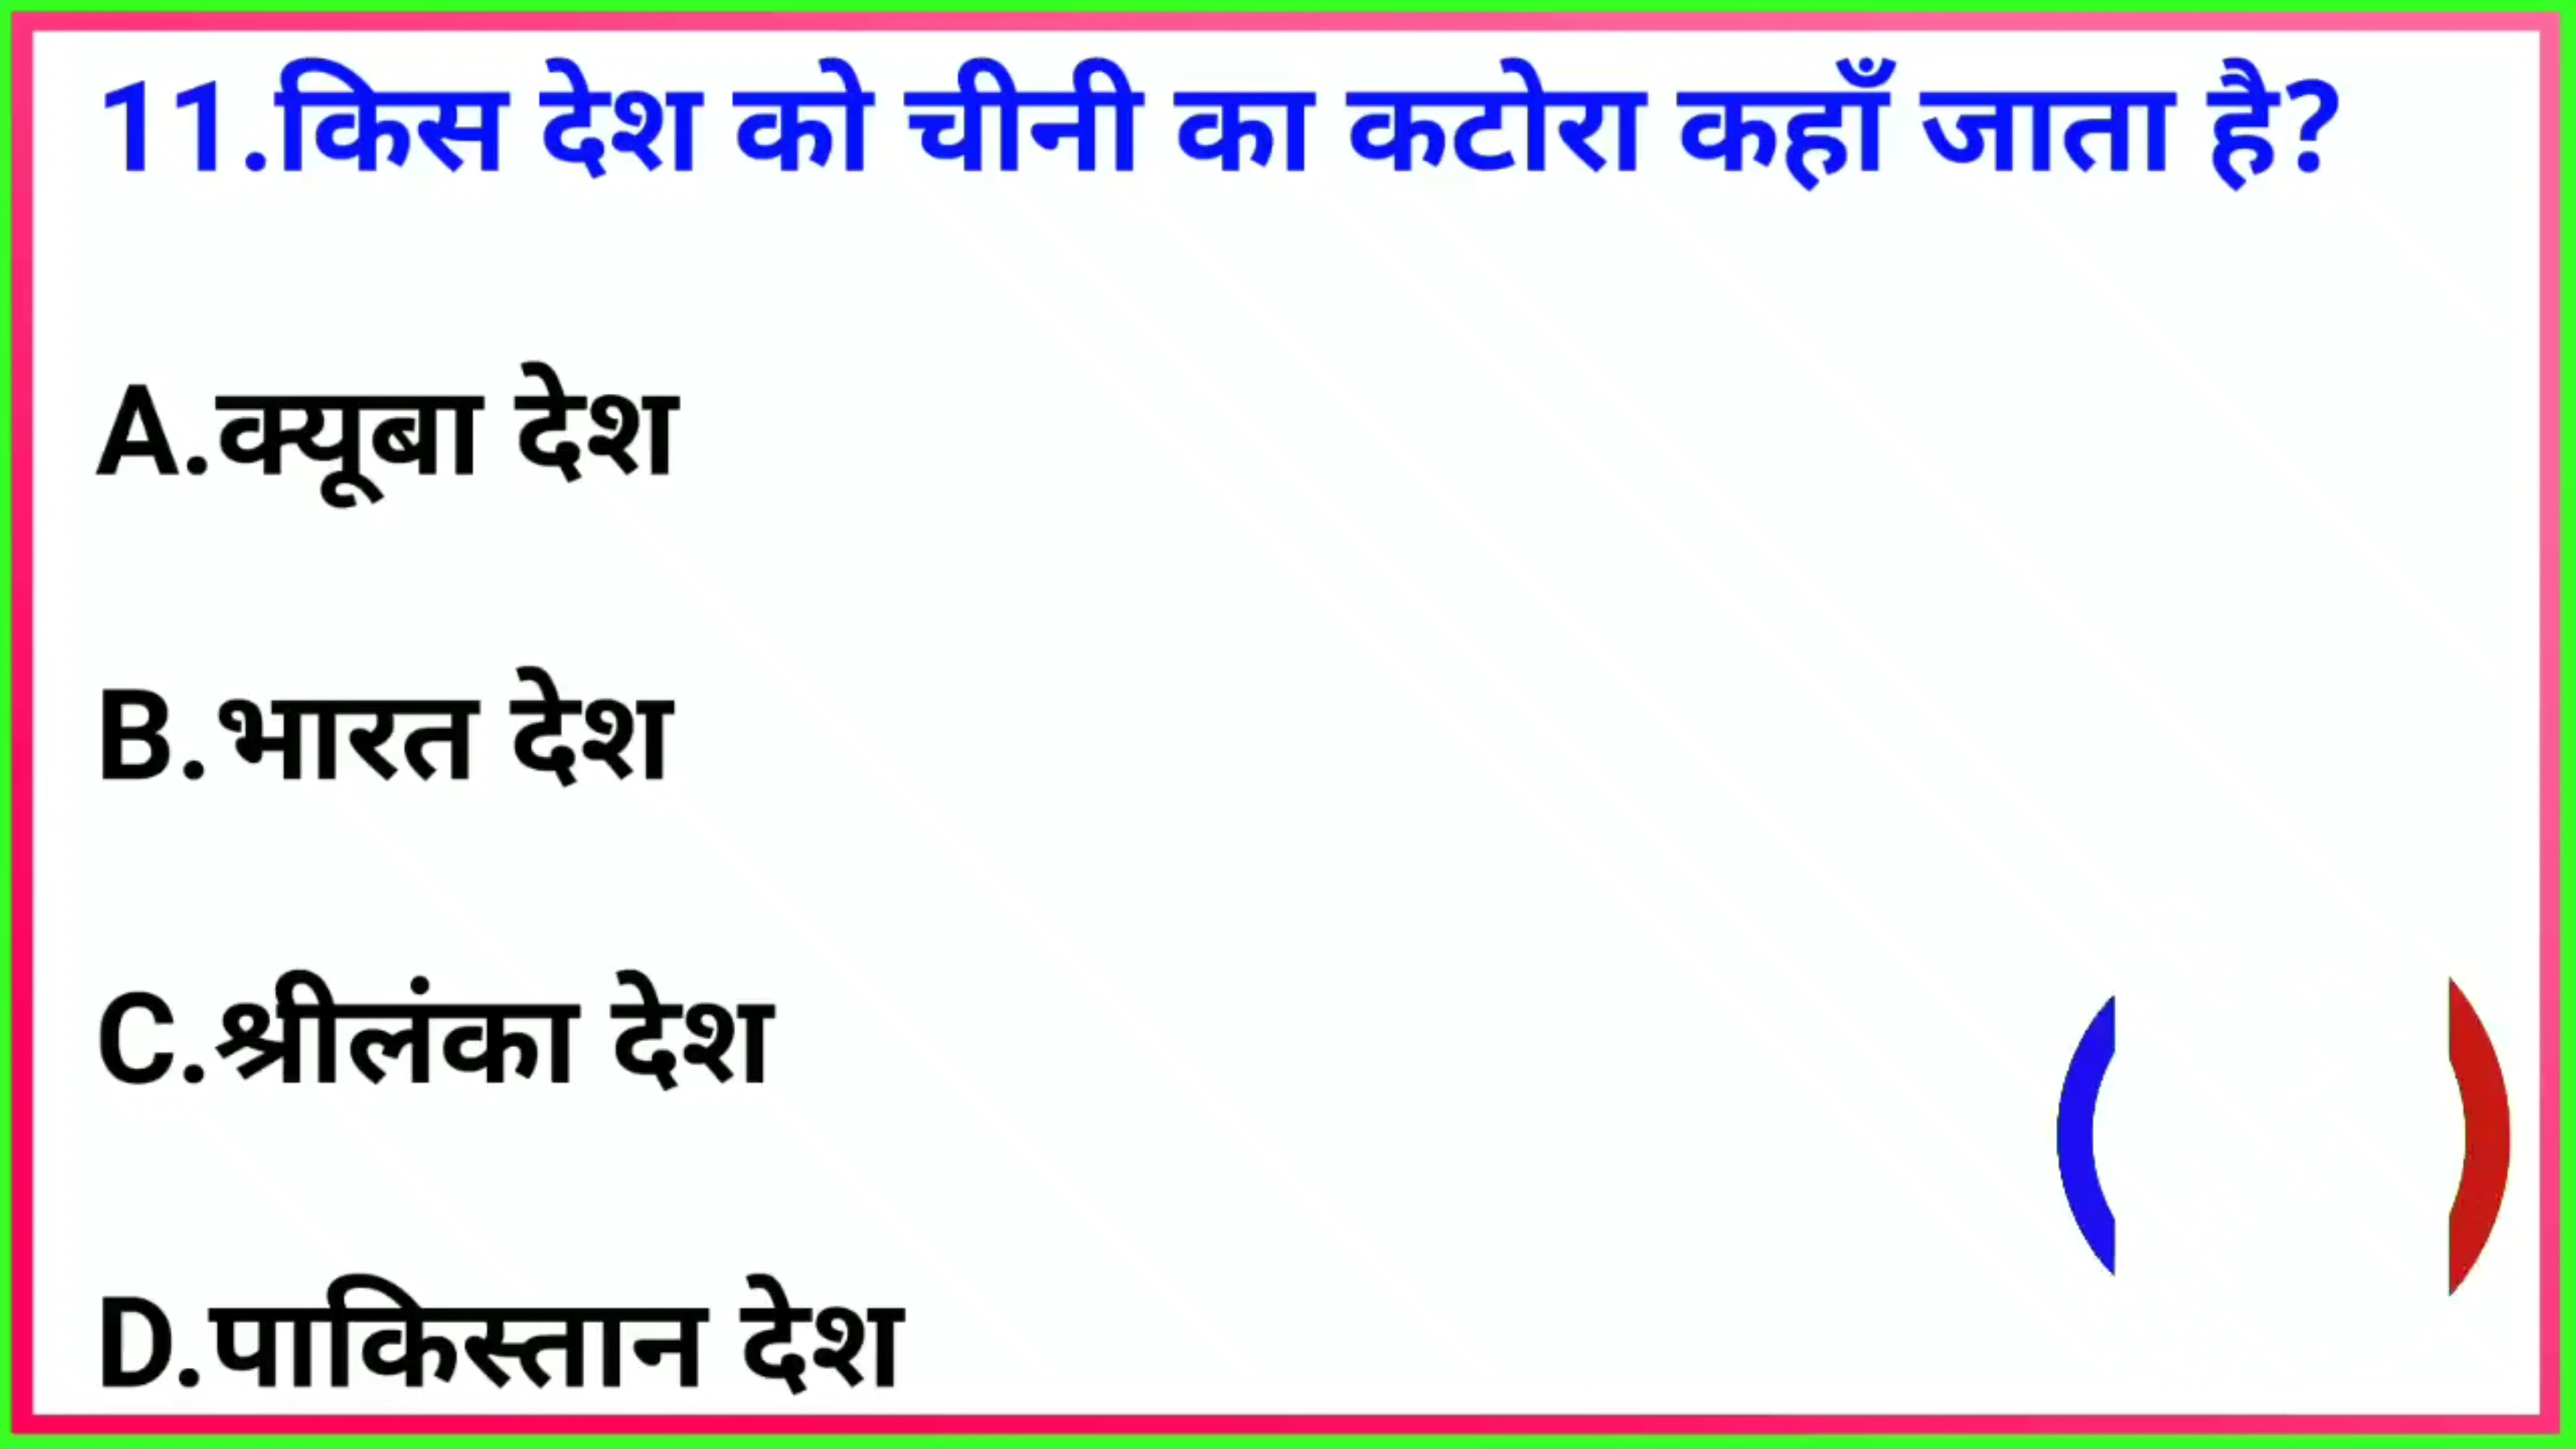 11.किस देश को चीनी का कटोरा कहाँ जाता है?
A.क्यूबा देश
B.भारत देश
C.श्रीलंका देश
D.पाकिस्तान देश